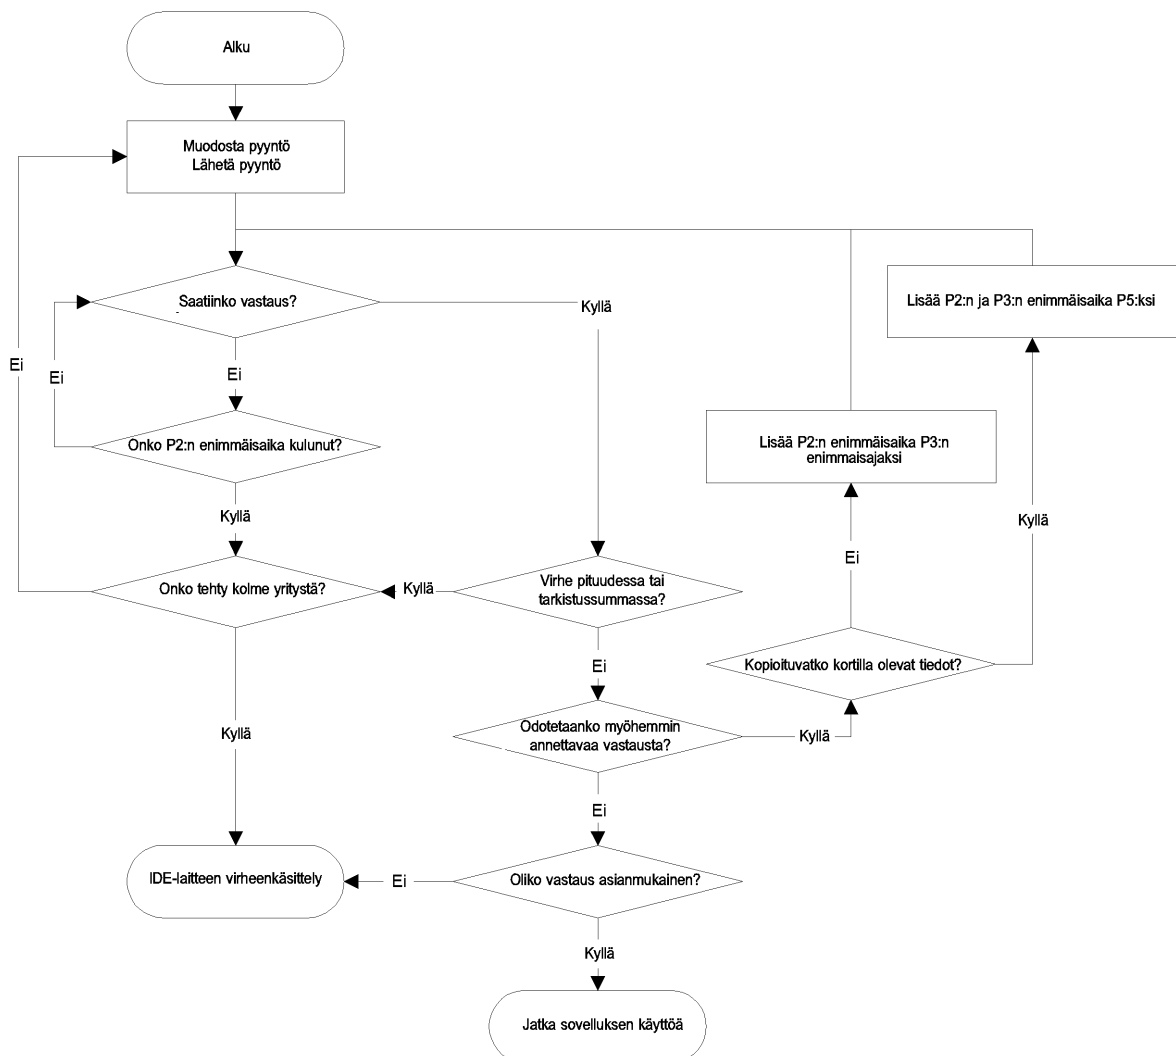 Alku
Muodosta pyyntö
Lähetä pyyntö
Saatiinko vastaus?
Kyllä
Lisää P2:n ja P3:n enimmäisaika P5:ksi
Ei
Ei
Ei
Onko P2:n enimmäisaika kulunut?
Lisää P2:n enimmäisaika P3:n
enimmaisajaksi
Kyllä
Kyllä
Onko tehty kolme yritystä?
Kyllä
Virhe pituudessa tai
tarkistussummassa?
Ei
Ei
Kopioituvatko kortilla olevat tiedot?
Odotetaanko myöhemmin
annettavaa vastausta?
Kyllä
Kyllä
Ei
IDE-laitteen virheenkäsittely
Ei
Oliko vastaus asianmukainen?
Kyllä
Jatka sovelluksen käyttöä